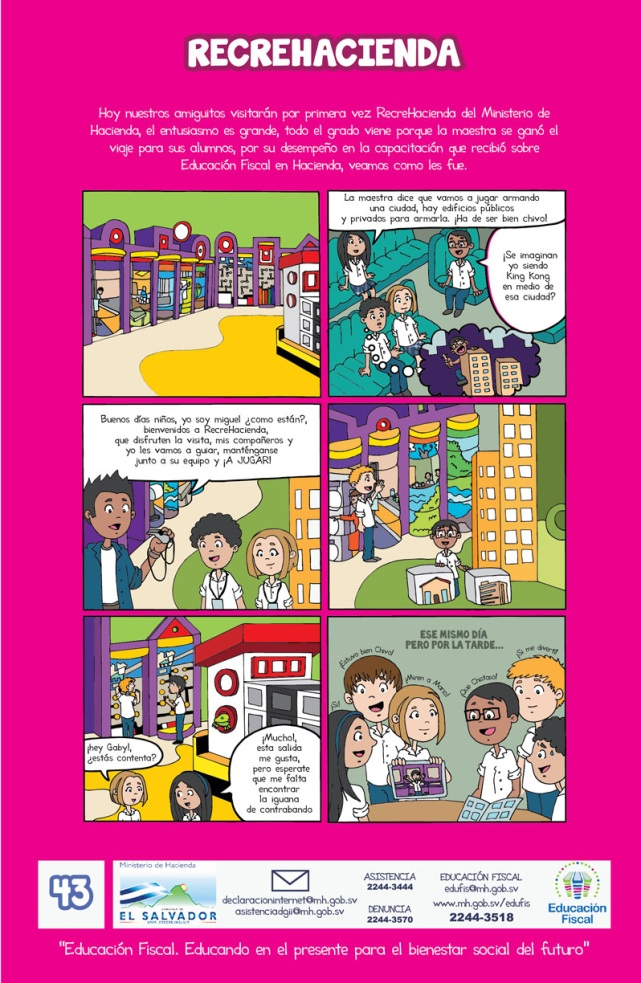 RECREHACIENDA
Hoy nuestros amiguitos visitarán por primera vez RecreHacienda del Ministerio de
Hacienda, el entusiasmo es grande, todo el grado viene porque la maestra se ganó el
viaje para sus alumnos, por su desempeño en la capacitación que recibió sobre
Educación Fiscal en Hacienda, veamos como les fue.
La maestra dice que vamos a jugar armando
una ciudad, hay edificios públicos
y privados para armarla. ¡Ha de ser bien chivo!
¡Se imaginan
yo siendo
King Kong
en medio de
esa ciudad?
Buenos días niños, yo soy miguel ¿como están?,
bienvenidos a RecreHacienda,
que disfruten la visita, mis compañeros y
yo les vamos a guiar, manténganse
junto a su equipo y ¡A JUGAR!
¡hey Gaby!,
¿estás contenta?
¡Mucho!,
esta salida
me gusta,
pero esperate
que me falta
encontrar
la iguana
de contrabando
ESE MISMO DÍA
PERO POR LA TARDE...
¡Sí!
¡Estuvo bien Chivo!
¡Miren a Mario!
¡Que Chistoso!
¡Si me divertí!
43
Ministerio de Hacienda
EL SALVADOR
declaracioninternet@mh.gob.sv
asistenciadgii@mh.gob.sv
ASISTENCIA
2244-3444
DENUNCIA
2244-3570
EDUCACIÓN FISCAL
edufis@mh.gob.sv
www.mh.gob.sv/edufis
2244-3518
Educación
Fiscal
"Educación Fiscal. Educando en el presente para el bienestar social del futuro"